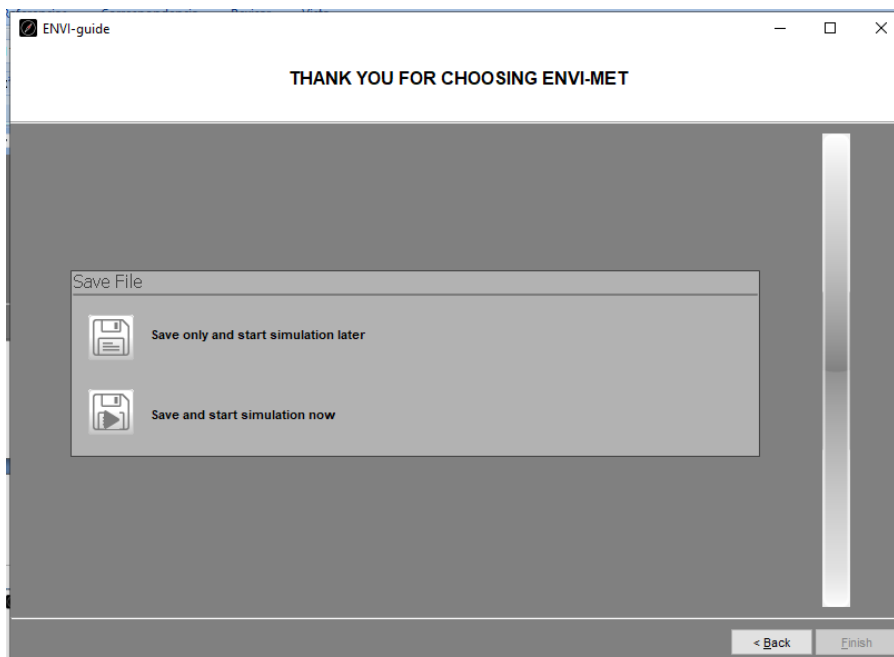 ENVI-guide
THANK YOU FOR CHOOSING ENVI-MET
Save File
Save only and start simulation later
Save and start simulation now
< Back
Finish